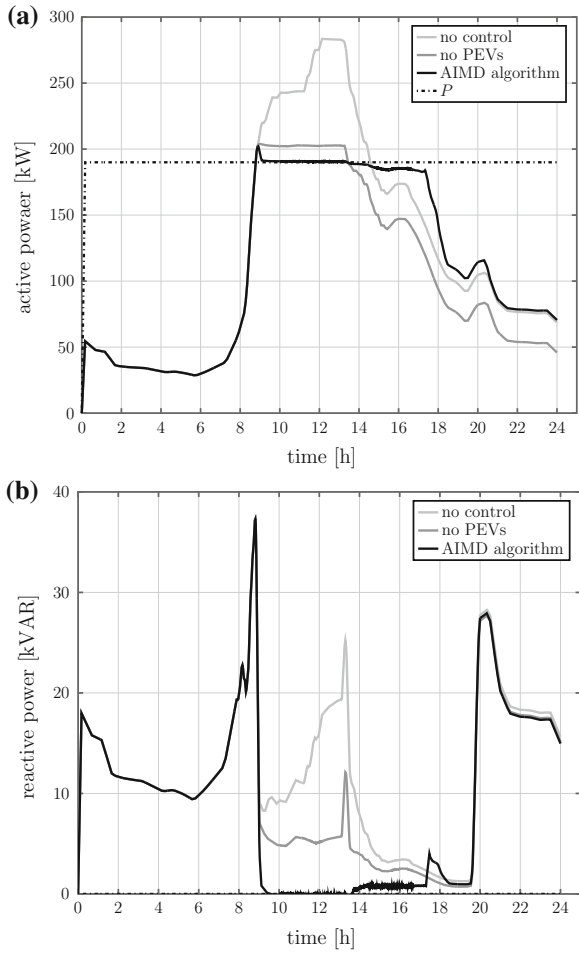 (a)
300
250
200
150
100
50
0
active powaer [kW]
no control
no PEVs
AIMD algorithm
P
0 2 4 6 8 10 12 14 16 18 20 22 24
time [h]
(b)
40
30
20
10
0
reactive power [kVAR]
no control
no PEVs
AIMD algorithm
0 2 4 6 8 10 12 14 16 18 20 22 24
time [h]